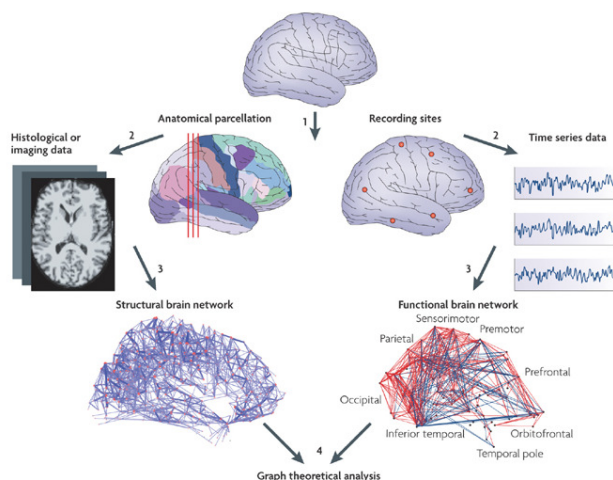 1
Anatomical parcellation
Recording sites
Histological or
imaging data
2
2
Time series data
3
3
Structural brain network
Functional brain network
Sensorimotor
Premotor
Parietal
Prefrontal
Occipital
Inferior temporal
Orbitofrontal
Temporal pole
4
Graph theoretical analysis